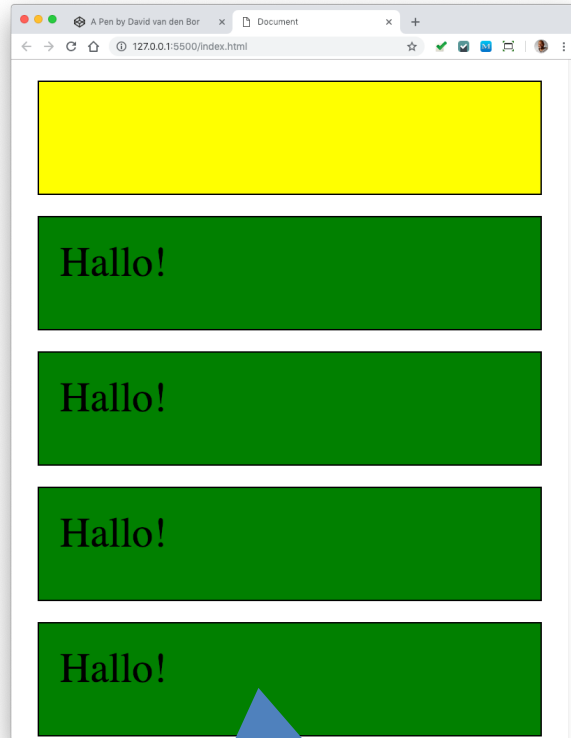 A Pen by David van den Bor
Document
127.0.0.1:5500/index.html
Hallo!
Hallo!
Hallo!
Hallo!